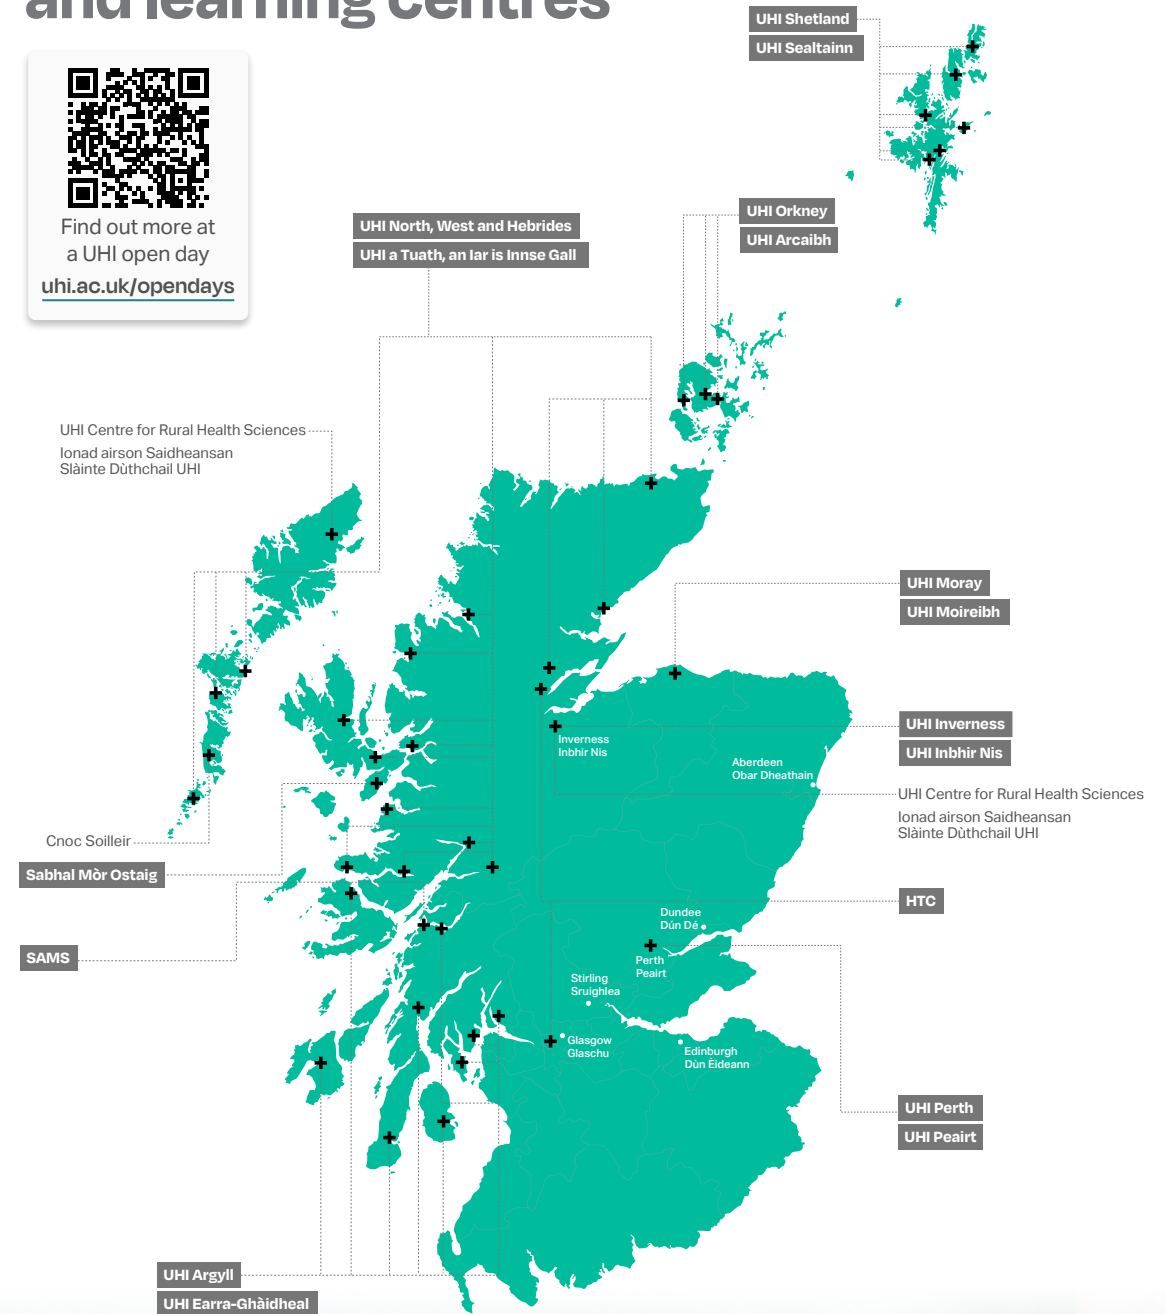 and learning centres
Find out more at
a UHI open day
uhi.ac.uk/opendays
UHI Shetland
UHI Sealtainn
UHI Orkney
UHI Arcaibh
UHI North, West and Hebrides
UHI a Tuath, an Iar is Innse Gall
UHI Centre for Rural Health Sciences
Ionad airson Saidheansan
Slàinte Dùthchail UHI
UHI Moray
UHI Moireibh
UHI Inverness
UHI Inbhir Nis
Inverness
Inbhir Nis
Aberdeen
Obar Dheathain
UHI Centre for Rural Health Sciences
Ionad airson Saidheansan
Slàinte Dùthchail UHI
Cnoc Soilleir
Sabhal Mòr Ostaig
HTC
SAMS
Dundee
Dún Dé
Perth
Peairt
Stirling
Sruighlea
Glasgow
Glaschu
Edinburgh
Dùn Èideann
UHI Perth
UHI Peairt
UHI Argyll
UHI Earra-Ghàidheal